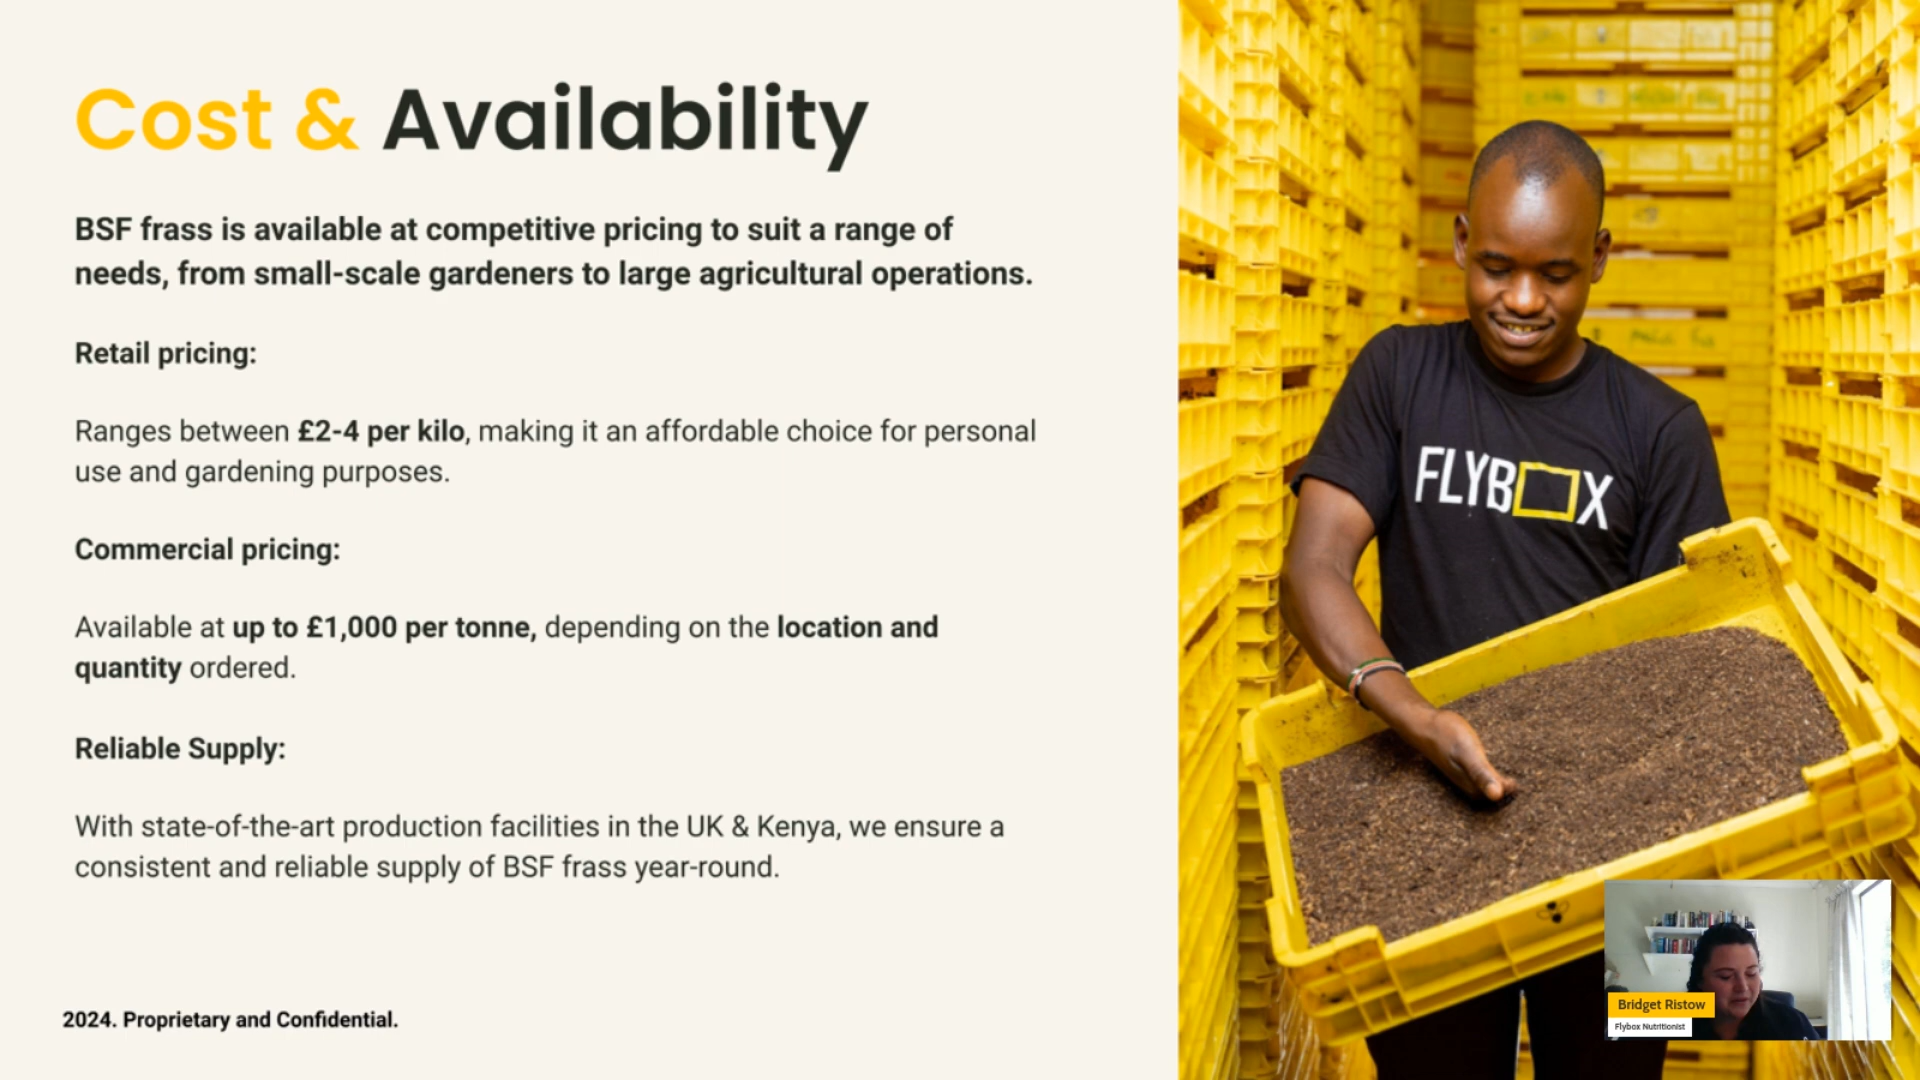 Cost & Availability
BSF frass is available at competitive pricing to suit a range of
needs, from small-scale gardeners to large agricultural operations.
Retail pricing:
Ranges between £2-4 per kilo, making it an affordable choice for personal
use and gardening purposes.
Commercial pricing:
Available at up to £1,000 per tonne, depending on the location and
quantity ordered.
Reliable Supply:
With state-of-the-art production facilities in the UK & Kenya, we ensure a
consistent and reliable supply of BSF frass year-round.
2024. Proprietary and Confidential.
FLYBOX
Bridget Ristow
Flybox Nutritionist